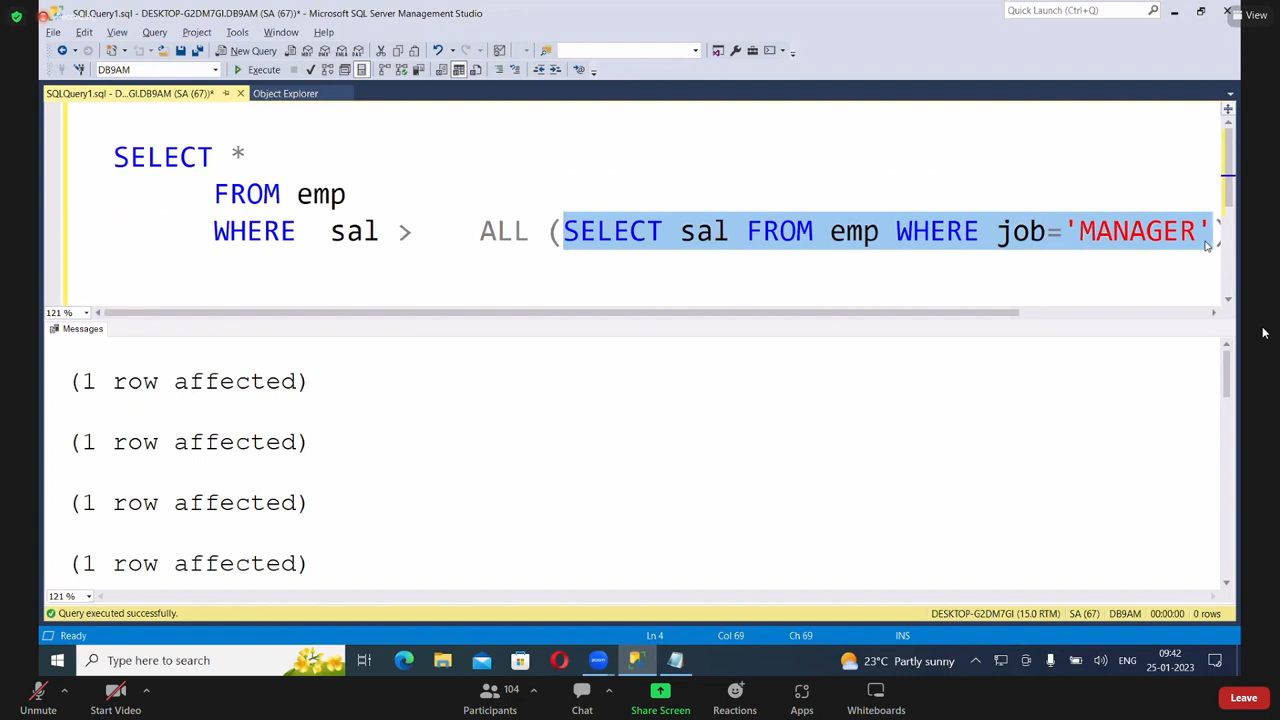 SQLQuery1.sql - DESKTOP-G2DM7GI.DB9AM (SA (67))* - Microsoft SQL Server Management Studio
Quick Launch (Ctrl+Q)
View
File Edit View Query Project Tools Window Help
New Query
DB9AM
Execute
SQLQuery1.sql - D...GI.DB9AM (SA (67))*
Object Explorer
SELECT *
FROM emp
WHERE sal > ALL (SELECT sal FROM emp WHERE job='MANAGER')
121 %
Messages
(1 row affected)
(1 row affected)
(1 row affected)
(1 row affected)
121 %
Query executed successfully.
DESKTOP-G2DM7GI (15.0 RTM) SA (67) DB9AM 00:00:00 0 rows
Ready Ln 4 Col 69 Ch 69 INS
Type here to search
23°C Partly sunny
ENG
09:42
25-01-2023
Unmute
Start Video
104
Participants
Chat
Share Screen
Reactions
Apps
Whiteboards
Leave